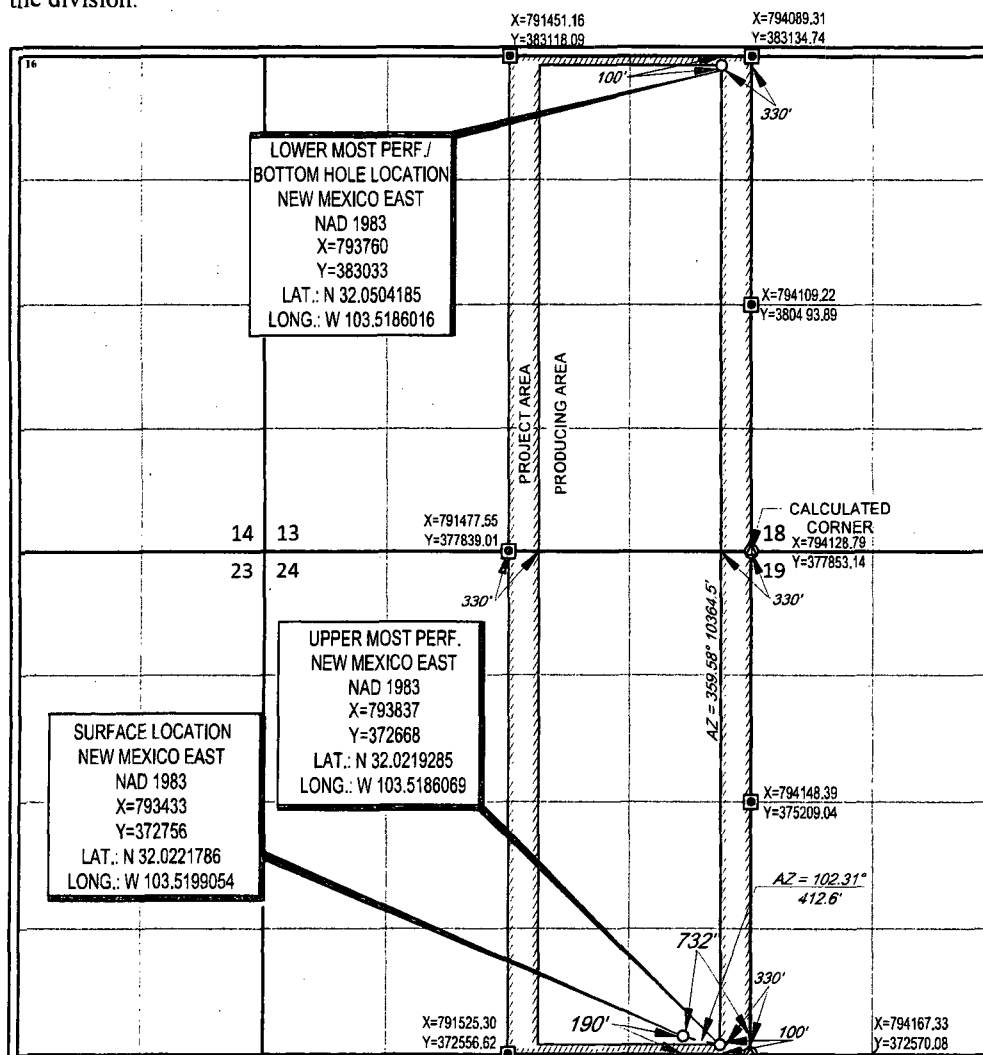 the division.
X=791451.16
Y=383118.09
X=794089.31
Y=383134.74
16
100'
330'
LOWER MOST PERF./
BOTTOM HOLE LOCATION
NEW MEXICO EAST
NAD 1983
X=793760
Y=383033
LAT.: N 32.0504185
LONG.: W 103.5186016
X=794109.22
Y=3804 93.89
PROJECT AREA
PRODUCING AREA
14
13
X=791477.55
Y=377839.01
CALCULATED
CORNER
18
X=794128.79
Y=377853.14
23
24
19
330'
330'
AZ = 359.58° 10364.5'
UPPER MOST PERF.
NEW MEXICO EAST
NAD 1983
X=793837
Y=372668
LAT.: N 32.0219285
LONG.: W 103.5186069
SURFACE LOCATION
NEW MEXICO EAST
NAD 1983
X=793433
Y=372756
LAT.: N 32.0221786
LONG.: W 103.5199054
X=794148.39
Y=375209.04
AZ = 102.31°
412.6'
732'
330'
190'
100'
X=791525.30
Y=372556.62
X=794167.33
Y=372570.08